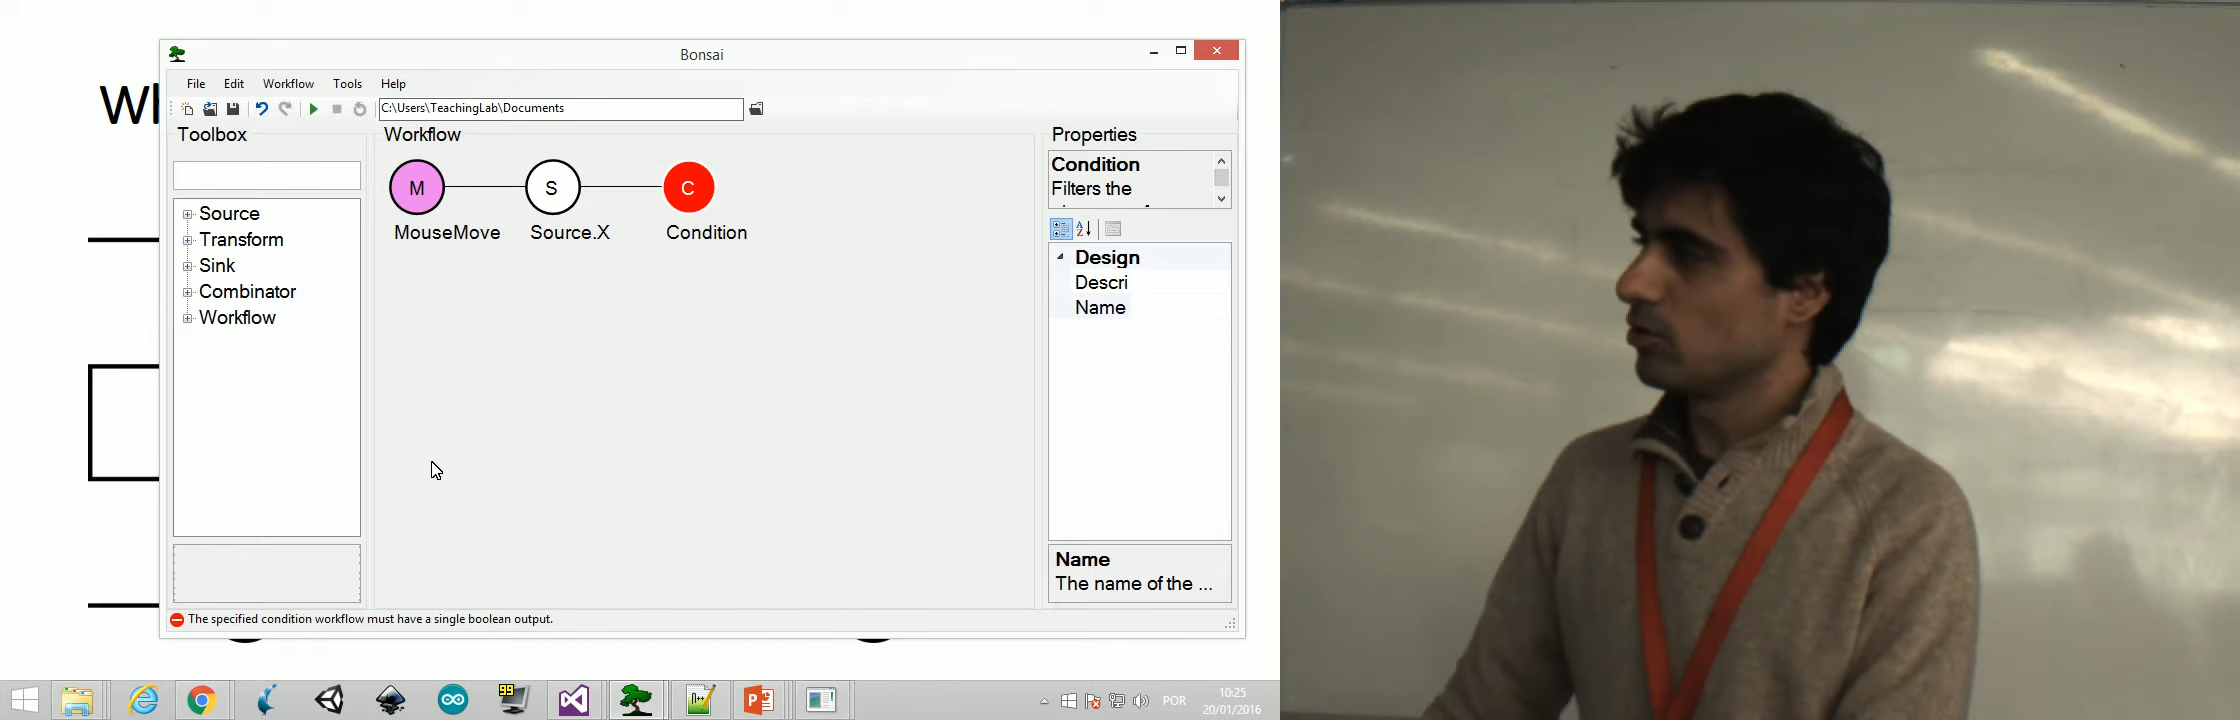 Wh
Bonsai
File Edit Workflow Tools Help
C:\Users\TeachingLab\Documents
Toolbox
Workflow
Properties
M
S
C
MouseMove
Source.X
Condition
Condition
Filters the
Source
Transform
Sink
Combinator
Workflow
A
Z
Design
Descri
Name
Name
The name of the ...
The specified condition workflow must have a single boolean output.
99
POR
10:25
20/01/2016